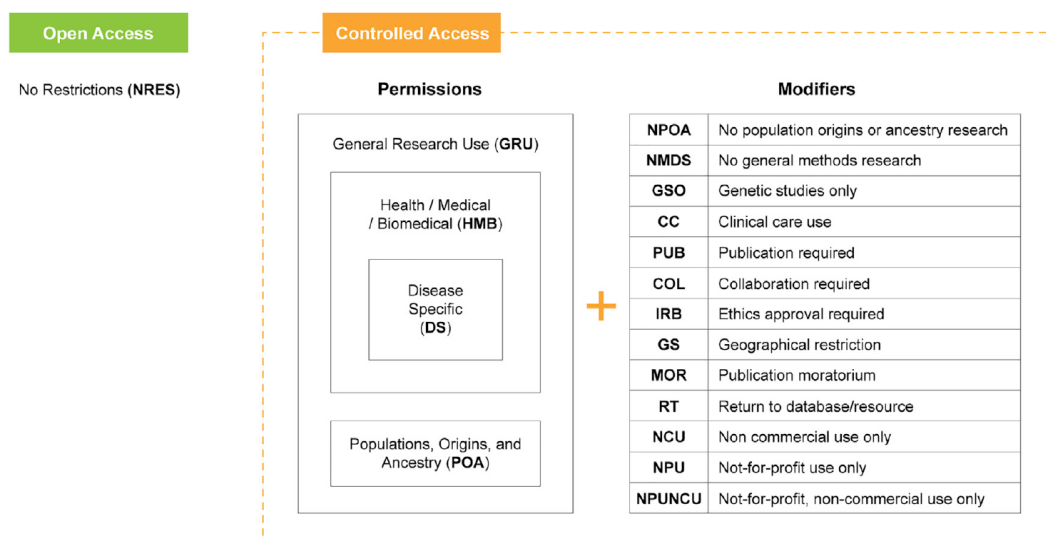 Open Access
No Restrictions (NRES)
Controlled Access
Permissions
General Research Use (GRU)
Health / Medical
/ Biomedical (HMB)
Disease
Specific
(DS)
Populations, Origins, and
Ancestry (POA)
+
Modifiers
NPOA No population origins or ancestry research
NMDS No general methods research
GSO Genetic studies only
CC Clinical care use
PUB Publication required
COL Collaboration required
IRB Ethics approval required
GS Geographical restriction
MOR Publication moratorium
RT Return to database/resource
NCU Non commercial use only
NPU Not-for-profit use only
NPUNCU Not-for-profit, non-commercial use only